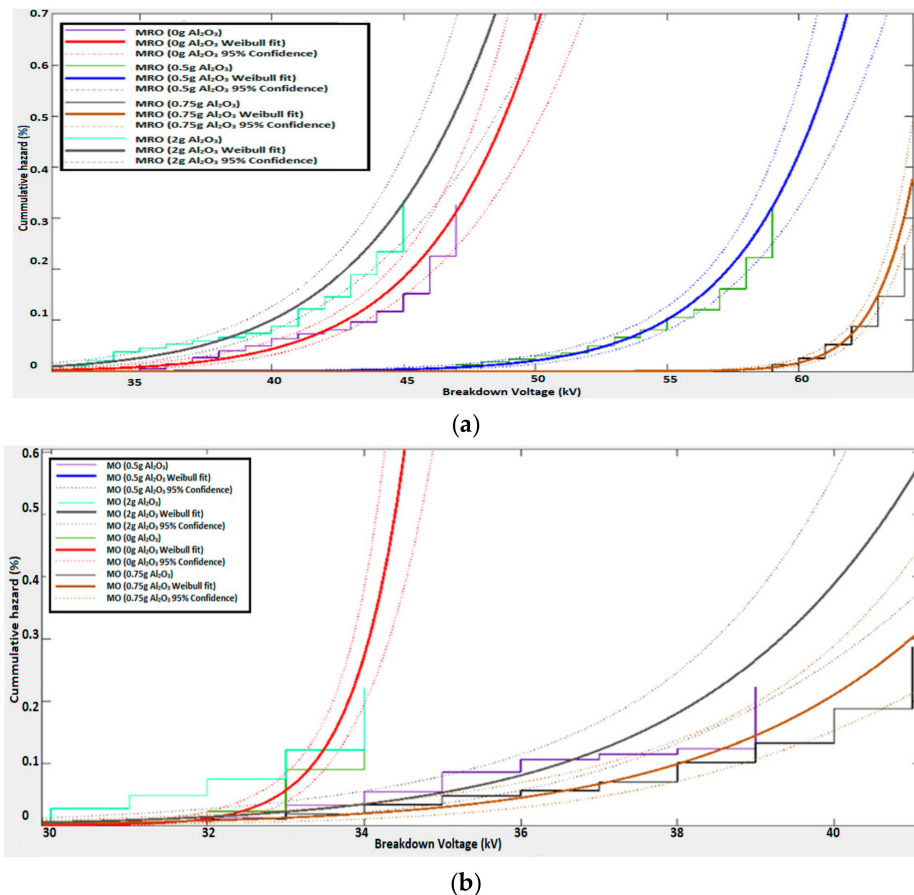 0.7
0.6
0.5
0.4
0.3
0.2
0.1
0
Cummulative hazard (%)
MRO (0g Al₂O₃)
MRO (0g Al₂O₃ Weibull fit)
MRO (0g Al₂O₃ 95% Confidence)
MRO (0.5g Al₂O₃)
MRO (0.5g Al₂O₃ Weibull fit)
MRO (0.5g Al₂O₃ 95% Confidence)
MRO (0.75g Al₂O₃)
MRO (0.75g Al₂O₃ Weibull fit)
MRO (0.75g Al₂O₃ 95% Confidence)
MRO (2g Al₂O₃)
MRO (2g Al₂O₃ Weibull fit)
MRO (2g Al₂O₃ 95% Confidence)
35 40 45 50 55 60
Breakdown Voltage (kV)
(a)
0.6
0.5
0.4
0.3
0.2
0.1
0
Cummulative hazard (%)
MO (0.5g Al₂O₃)
MO (0.5g Al₂O₃ Weibull fit)
MO (0.5g Al₂O₃ 95% Confidence)
MO (2g Al₂O₃)
MO (2g Al₂O₃ Weibull fit)
MO (2g Al₂O₃ 95% Confidence)
MO (0g Al₂O₃)
MO (0g Al₂O₃ Weibull fit)
MO (0g Al₂O₃ 95% Confidence)
MO (0.75g Al₂O₃)
MO (0.75g Al₂O₃ Weibull fit)
MO (0.75g Al₂O₃ 95% Confidence)
30 32 34 36 38 40
Breakdown Voltage (kV)
(b)